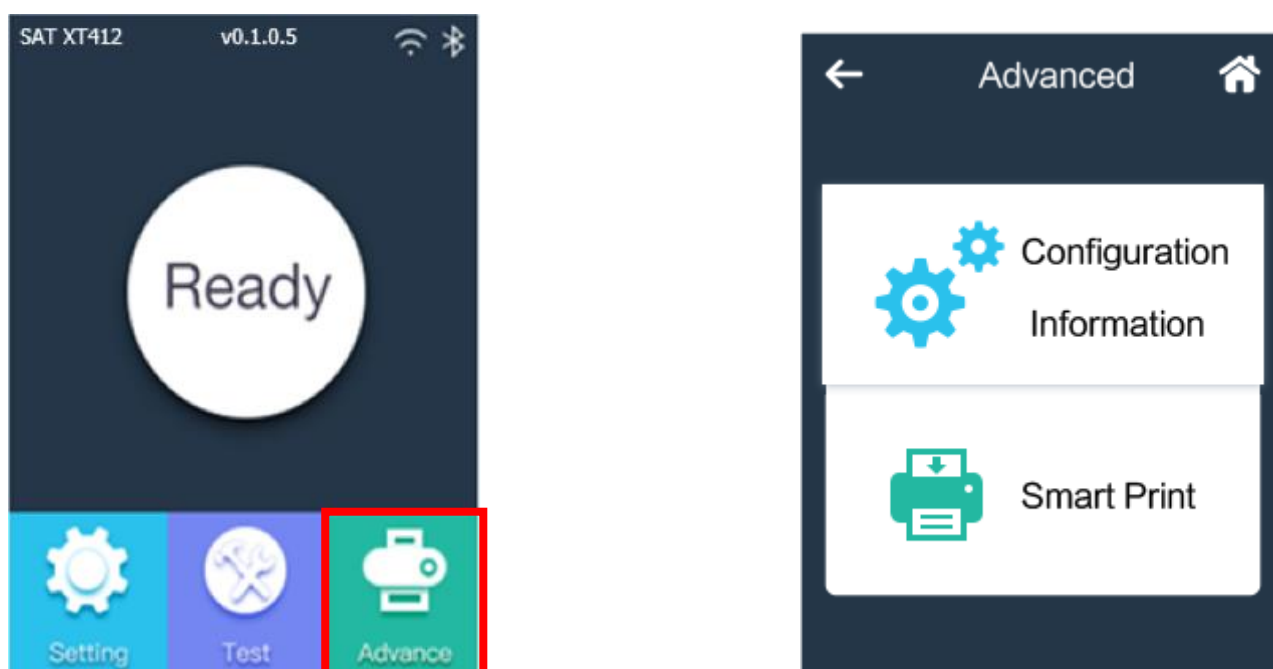 SAT XT412 v0.1.0.5
Ready
Setting Test Advance
Advanced
Configuration
Information
Smart Print